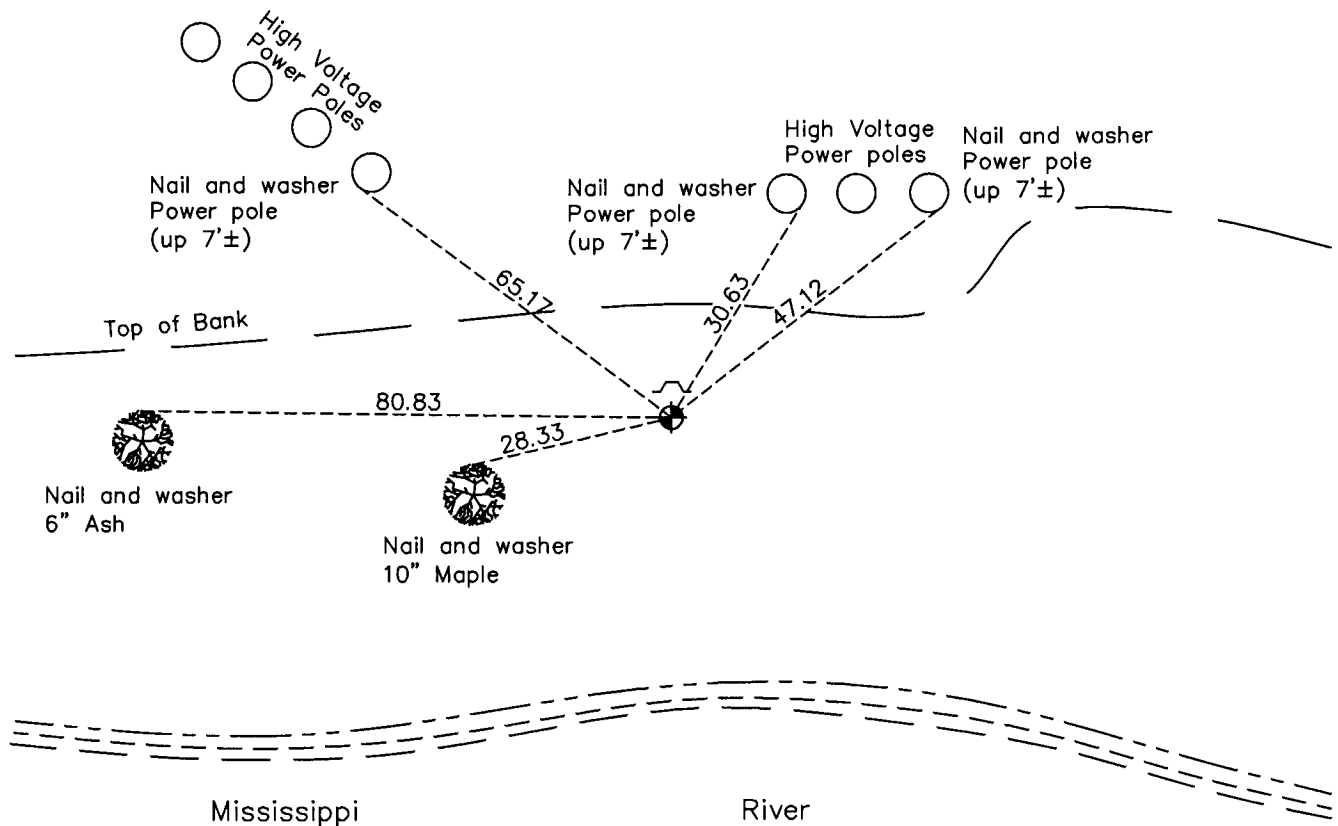 High Voltage
Power Poles
Nail and washer
Power pole
(up 7'±)
High Voltage
Power poles
Nail and washer
Power pole
(up 7'±)
Nail and washer
Power pole
(up 7'±)
65.17
30.63
47.12
Top of Bank
80.83
28.33
Nail and washer
6" Ash
Nail and washer
10" Maple
Mississippi River